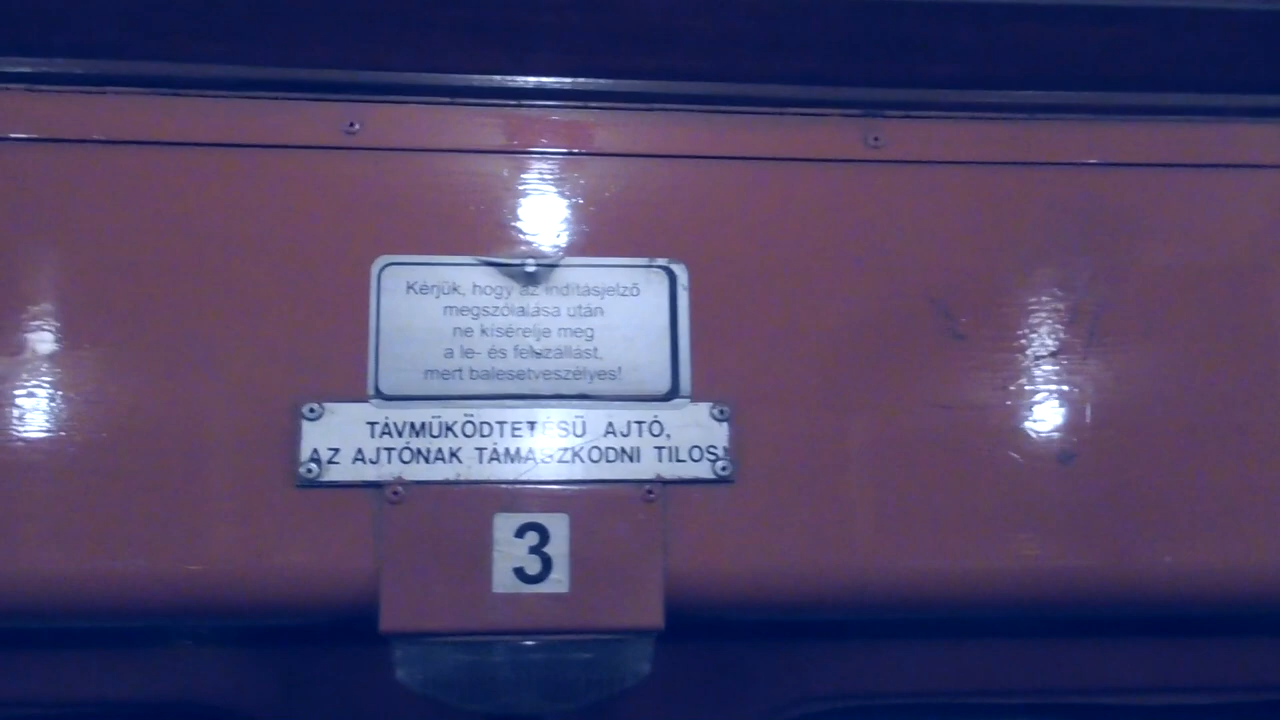 Kérjük, hogy az indításjelző
megszólalása után
ne kísérelje meg
a le- és felszállást,
mert balesetveszélyes!
TÁVMŰKÖDTETÉSŰ AJTÓ,
AZ AJTÓNAK TÁMASZKODNI TILOS!
3